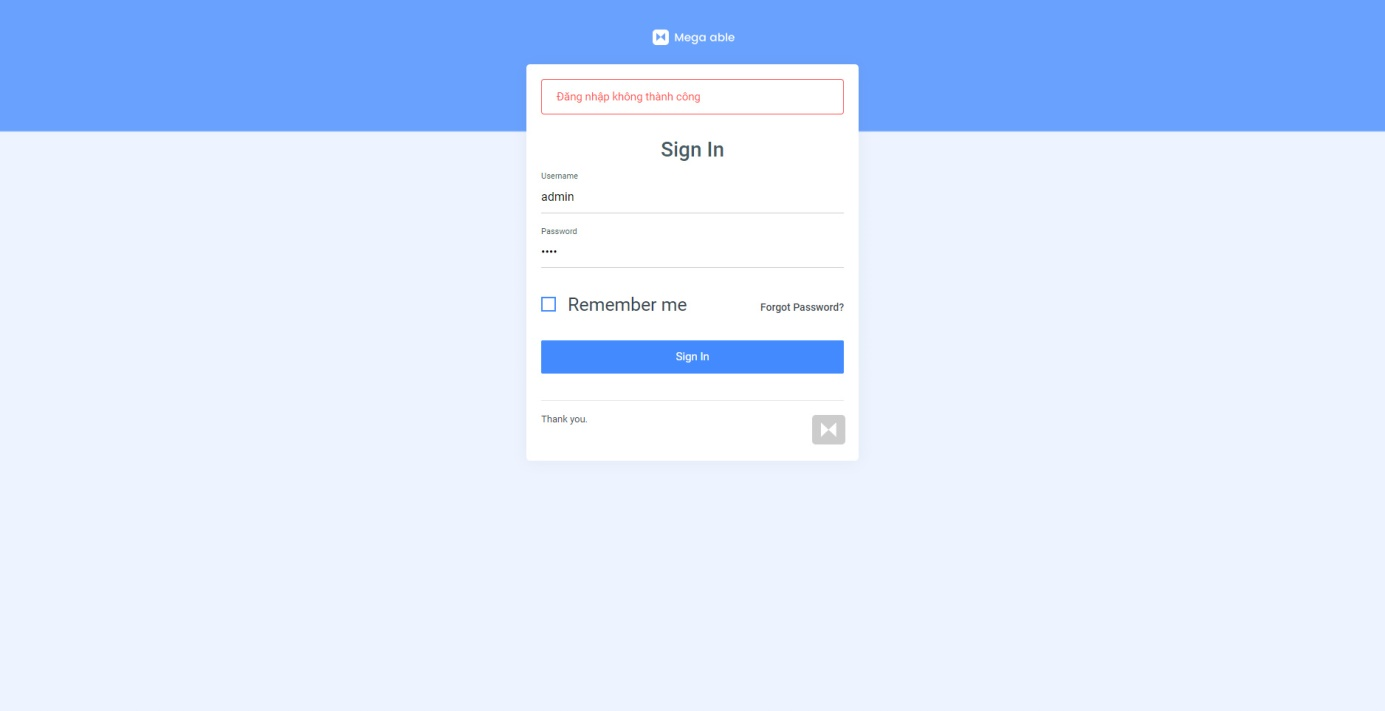 Mega able
Đăng nhập không thành công
Sign In
Username
admin
Password
••••
Remember me
Forgot Password?
Sign In
Thank you.